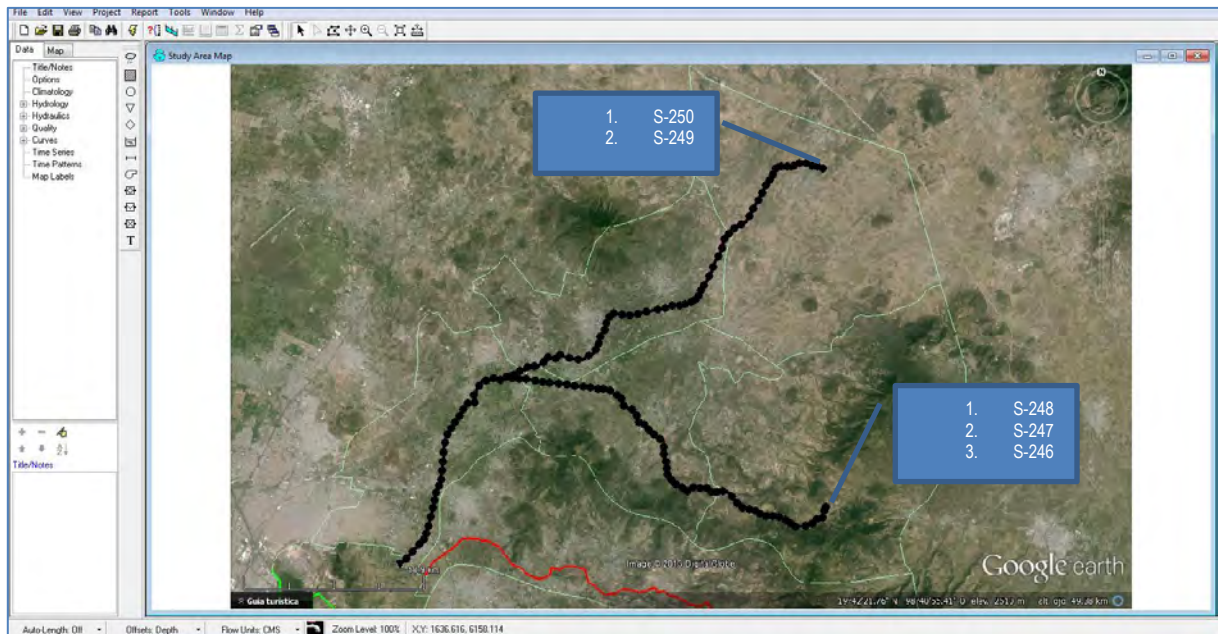 File Edit View Project Report Tools Window Help
Data Map
Study Area Map
Title/Notes
Options
Climatology
Hydrology
Hydraulics
Quality
Curves
Time Series
Time Patterns
Map Labels
T
N
1. S-250
2. S-249
1. S-248
2. S-247
3. S-246
Title/Notes
Google earth
Guía turística
Auto-Length: Off Offsets: Depth Flow Units: CMS Zoom Level: 100% X,Y: 1636.616, 6158.114